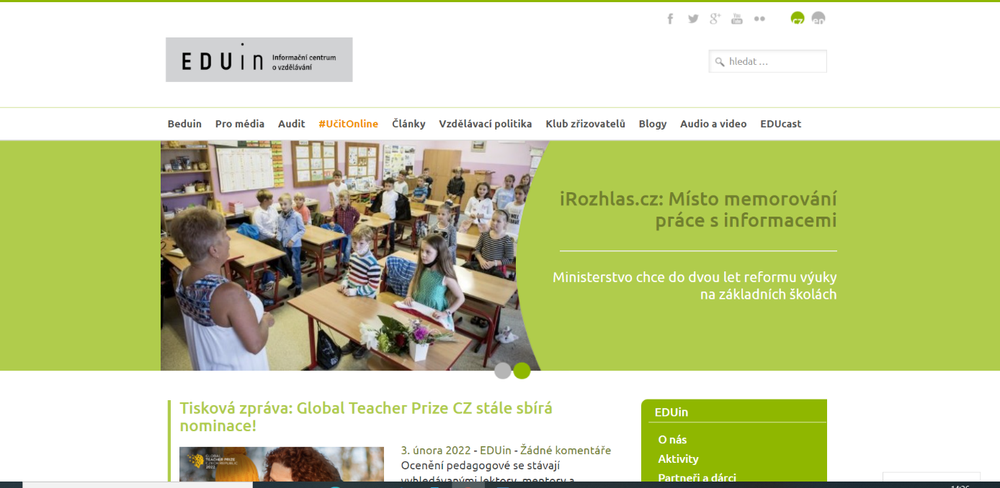 cz en
EDUin Informační centrum
o vzdělávání
hledat ...
Beduin Pro média Audit #UčitOnline Články Vzdělávací politika Klub zřizovatelů Blogy Audio a video EDUcast
iRozhlas.cz: Místo memorování
práce s informacemi
Ministerstvo chce do dvou let reformu výuky
na základních školách
Tisková zpráva: Global Teacher Prize CZ stále sbírá
nominace!
GLOBAL
TEACHER PRIZE
CZECH REPUBLIC
2022
3. února 2022 - EDUin - Žádné komentáře
Ocenění pedagogové se stávají
vyhledávanými lektory, mentory a
EDUin
O nás
Aktivity
Partneři a dárci